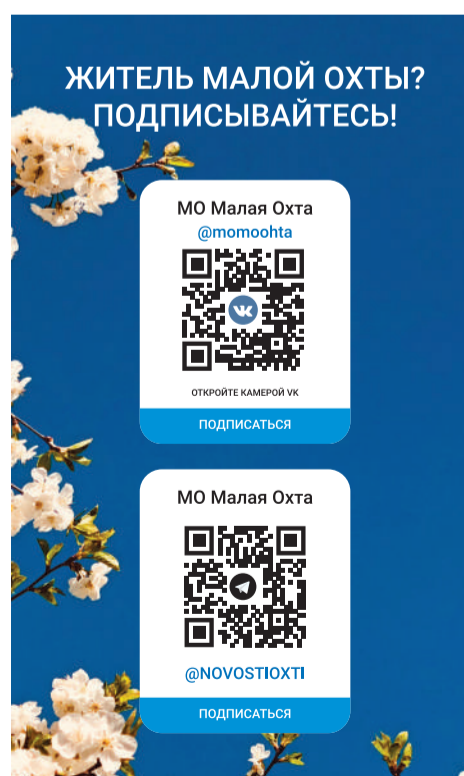 ЖИТЕЛЬ МАЛОЙ ОХТЫ?
ПОДПИСЫВАЙТЕСЬ!
МО Малая Охта
@momoohta
ОТКРОЙТЕ КАМЕРОЙ VK
ПОДПИСАТЬСЯ
МО Малая Охта
@NOVOSTIOXTI
ПОДПИСАТЬСЯ